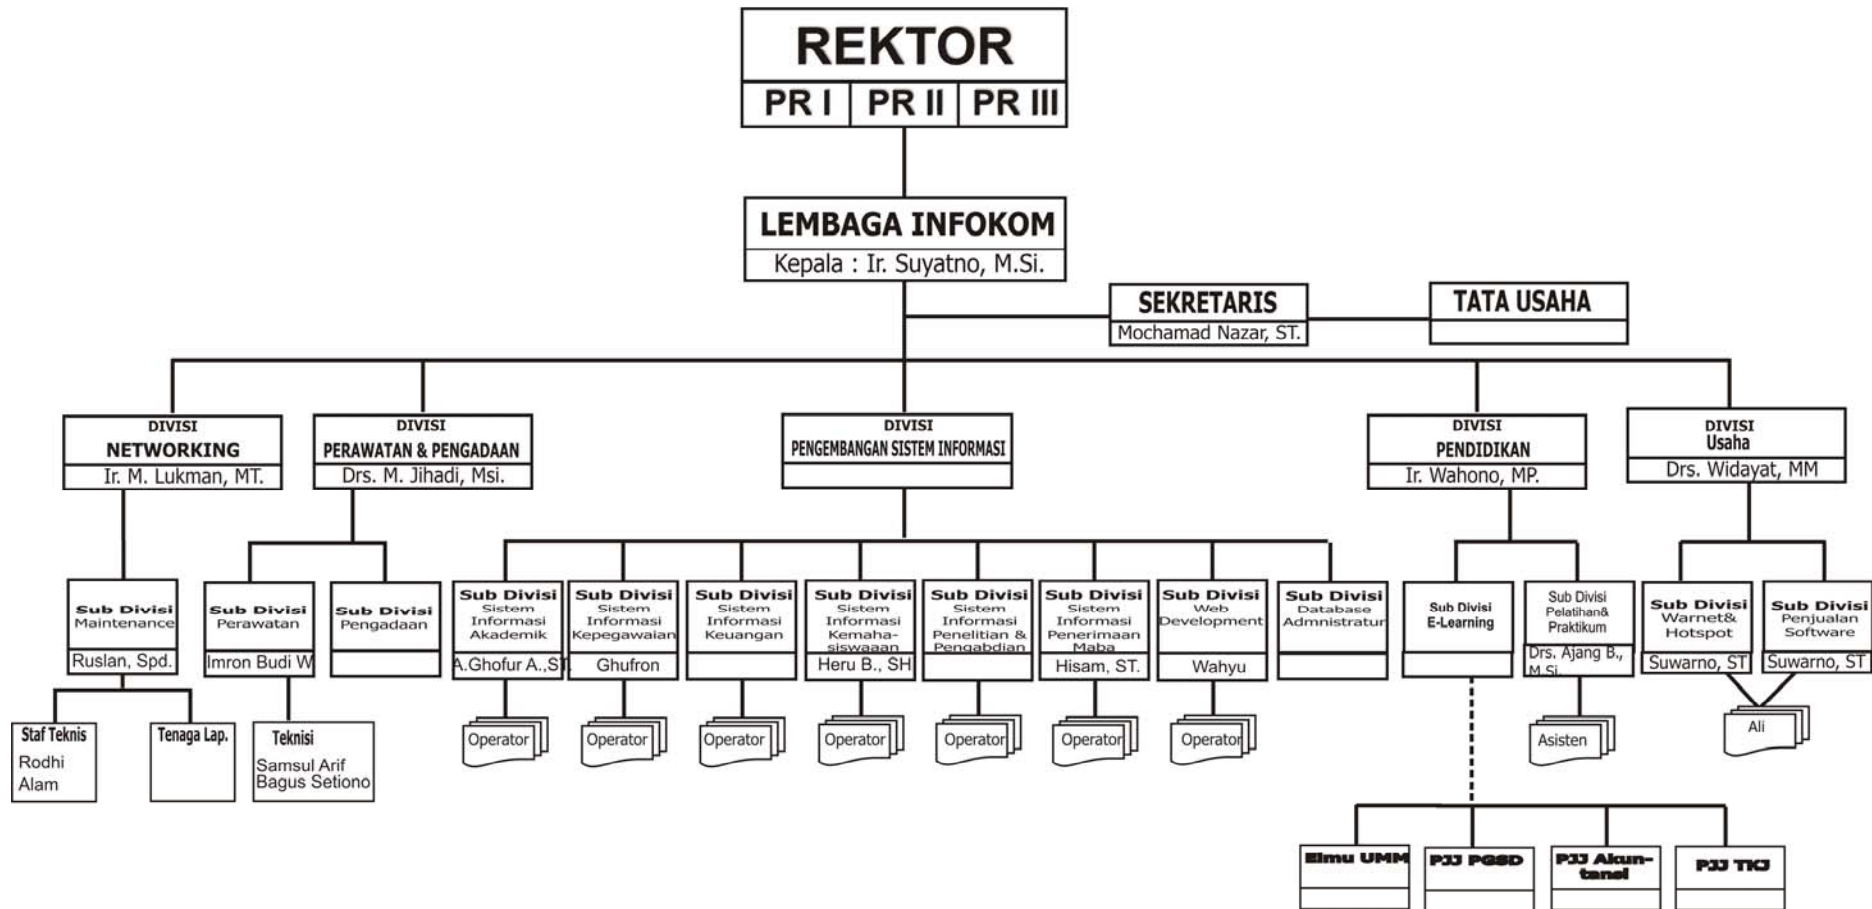 REKTOR
PR I PR II PR III
LEMBAGA INFOKOM
Kepala : Ir. Suyatno, M.Si.
SEKRETARIS
Mochamad Nazar, ST.
TATA USAHA
DIVISI
NETWORKING
Ir. M. Lukman, MT.
DIVISI
PERAWATAN & PENGADAAN
Drs. M. Jihadi, Msi.
DIVISI
PENGEMBANGAN SISTEM INFORMASI
DIVISI
PENDIDIKAN
Ir. Wahono, MP.
DIVISI
Usaha
Drs. Widayat, MM
Sub Divisi
Maintenance
Ruslan, Spd.
Sub Divisi
Perawatan
Imron Budi W
Sub Divisi
Pengadaan
Sub Divisi
Sistem
Informasi
Akademik
A.Ghofur A.,ST.
Sub Divisi
Sistem
Informasi
Kepegawaian
Ghufron
Sub Divisi
Sistem
Informasi
Keuangan
Sub Divisi
Sistem
Informasi
Kemaha-
siswaaan
Heru B., SH
Sub Divisi
Sistem
Informasi
Penelitian &
Pengabdian
Sub Divisi
Sistem
Informasi
Penerimaan
Maba
Hisam, ST.
Sub Divisi
Web
Development
Wahyu
Sub Divisi
Database
Admnistratur
Sub Divisi
E-Learning
Sub Divisi
Pelatihan&
Praktikum
Drs. Ajang B.,
M.Si.
Sub Divisi
Warnet&
Hotspot
Suwarno, ST
Sub Divisi
Penjualan
Software
Suwarno, ST
Staf Teknis
Rodhi
Alam
Tenaga Lap.
Teknisi
Samsul Arif
Bagus Setiono
Operator
Operator
Operator
Operator
Operator
Operator
Operator
Asisten
Ali
Elmu UMM
PJJ PGSD
PJJ Akun-
tansi
PJJ TKJ